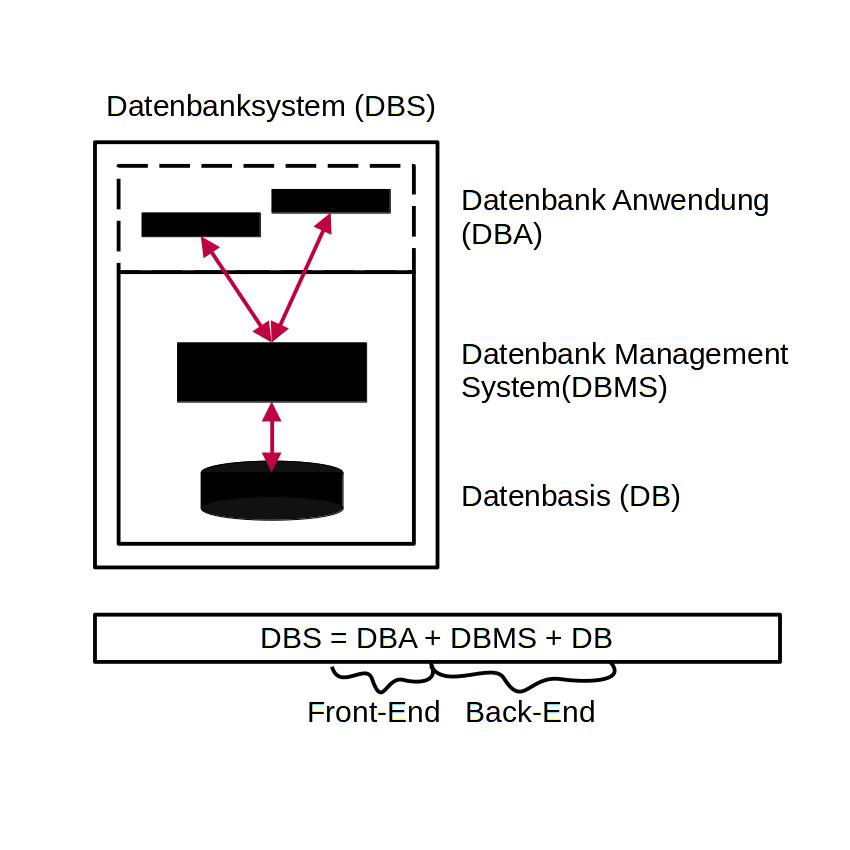 Datenbanksystem (DBS)
Datenbank Anwendung
(DBA)
Datenbank Management
System(DBMS)
Datenbasis (DB)
DBS = DBA + DBMS + DB
Front-End
Back-End